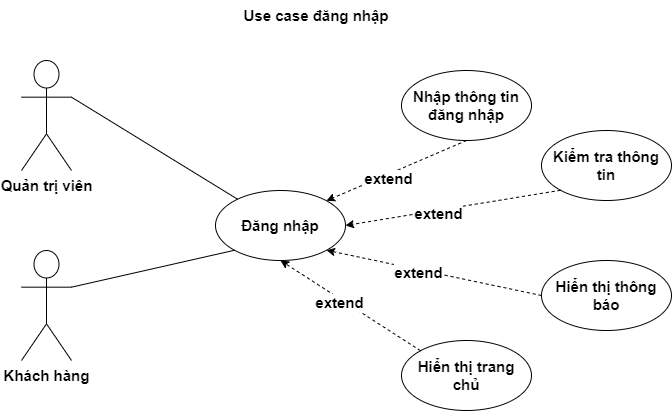 Use case đăng nhập
Nhập thông tin
đăng nhập
Kiểm tra thông
tin
Quản trị viên
extend
extend
Đăng nhập
extend
Hiển thị thông
báo
extend
Khách hàng
Hiển thị trang
chủ